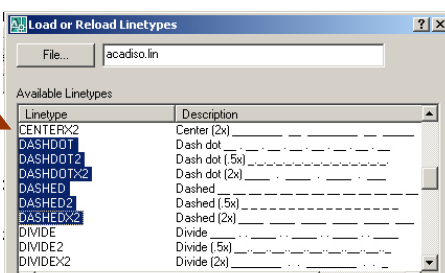 Load or Reload Linetypes
File... acadiso.lin
Available Linetypes
Linetype Description
CENTERX2 Center (2x)
DASHDOT Dash dot
DASHDOT2 Dash dot (.5x)
DASHDOTX2 Dash dot (2x)
DASHED Dashed
DASHED2 Dashed (.5x)
DASHEDX2 Dashed (2x)
DIVIDE Divide
DIVIDE2 Divide (.5x)
DIVIDEX2 Divide (2x)